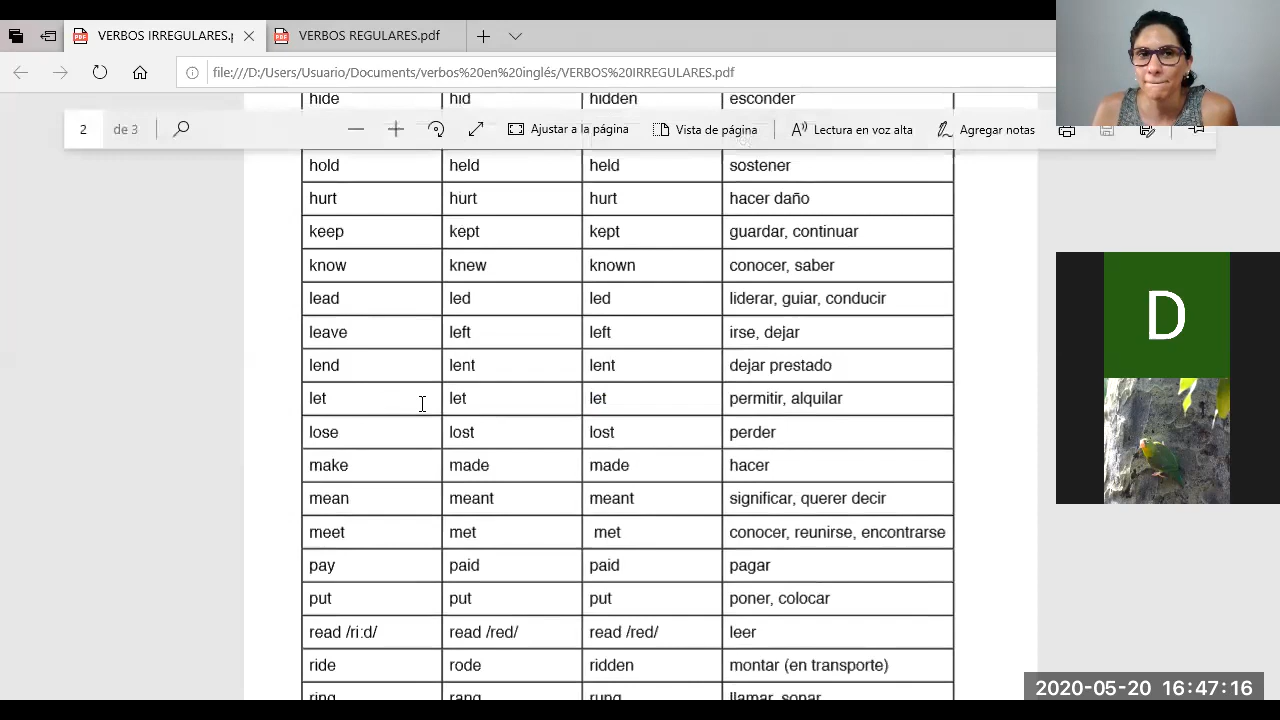 VERBOS IRREGULARES.p
VERBOS REGULARES.pdf
file:///D:/Users/Usuario/Documents/verbos%20en%20inglés/VERBOS%20IRREGULARES.pdf
hide hid hidden esconder
2 de 3 Ajustar a la página Vista de página Lectura en voz alta Agregar notas
hold held held sostener
hurt hurt hurt hacer daño
keep kept kept guardar, continuar
know knew known conocer, saber
lead led led liderar, guiar, conducir
leave left left irse, dejar
lend lent lent dejar prestado
let let let permitir, alquilar
lose lost lost perder
make made made hacer
mean meant meant significar, querer decir
meet met met conocer, reunirse, encontrarse
pay paid paid pagar
put put put poner, colocar
read /ri:d/ read /red/ read /red/ leer
ride rode ridden montar (en transporte)
ring rang rung llamar, sonar
D
2020-05-20 16:47:16